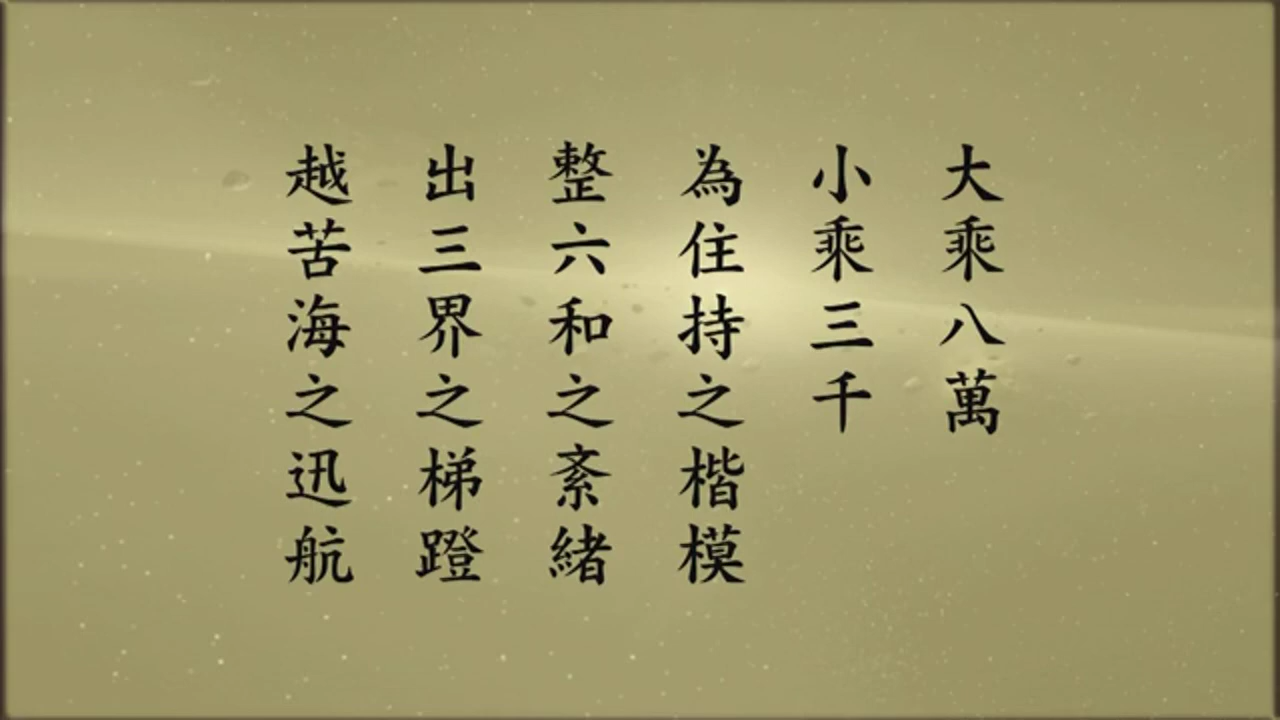 大乘八萬
小乘三千
為住持之楷模
整六和之紊緒
出三界之梯蹬
越苦海之迅航